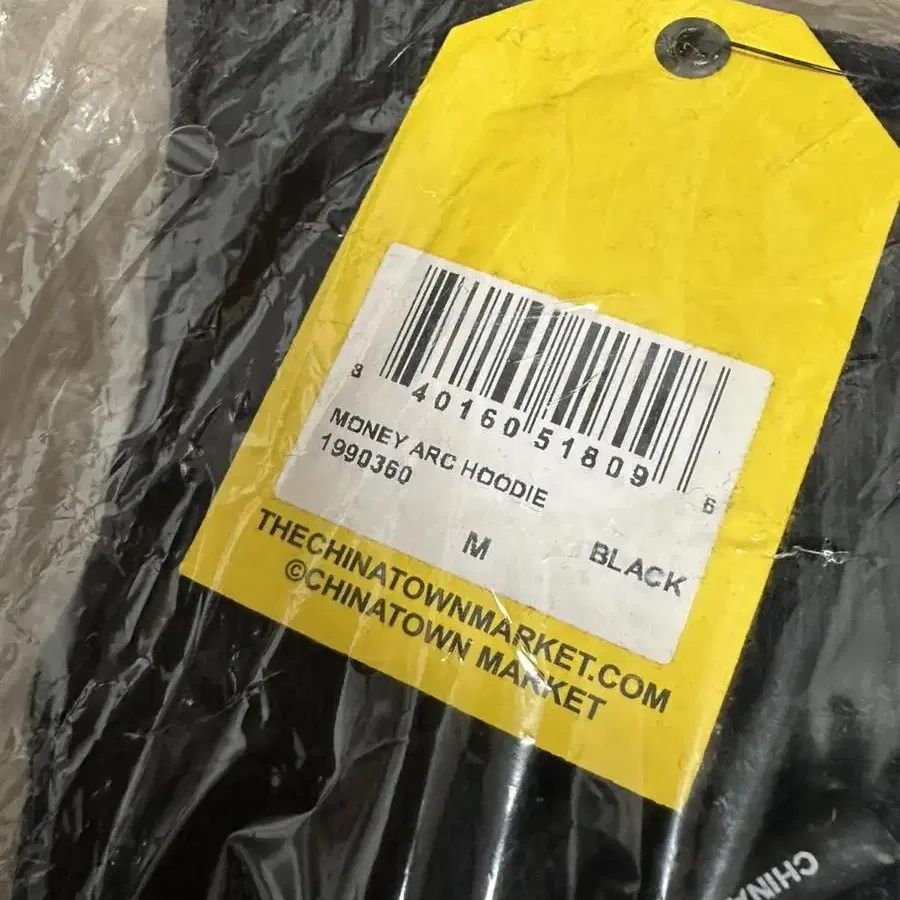 8 40160 51809 6
MONEY ARC HOODIE
1990360
M BLACK
THECHINATOWNMARKET.COM
©CHINATOWN MARKET